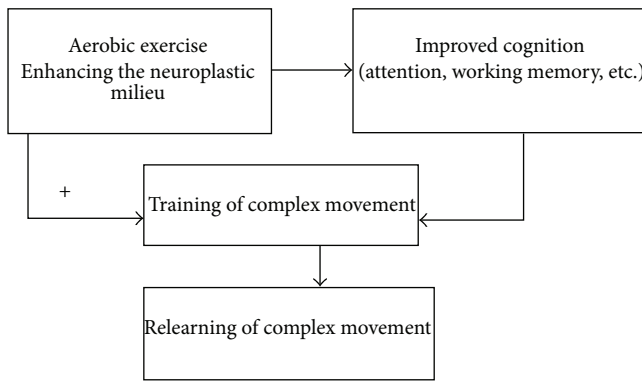 Aerobic exercise
Enhancing the neuroplastic
milieu
Improved cognition
(attention, working memory, etc.)
+
Training of complex movement
Relearning of complex movement